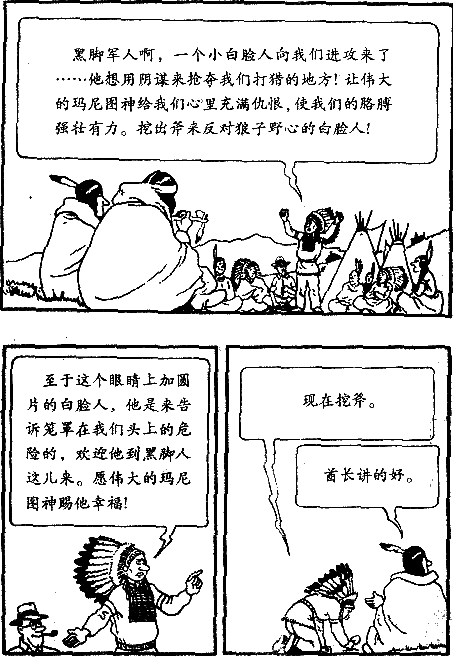 黑脚军人啊，一个小白脸人向我们进攻来了
……他想用阴谋来抢夺我们打猎的地方！让伟大
的玛尼图神给我们心里充满仇恨，使我们的胳膊
强壮有力。挖出斧来反对狼子野心的白脸人！
至于这个眼睛上加圆
片的白脸人，他是来告
诉笼罩在我们头上的危
险的，欢迎他到黑脚人
这儿来。愿伟大的玛尼
图神赐他幸福！
现在挖斧。
酋长讲的好。